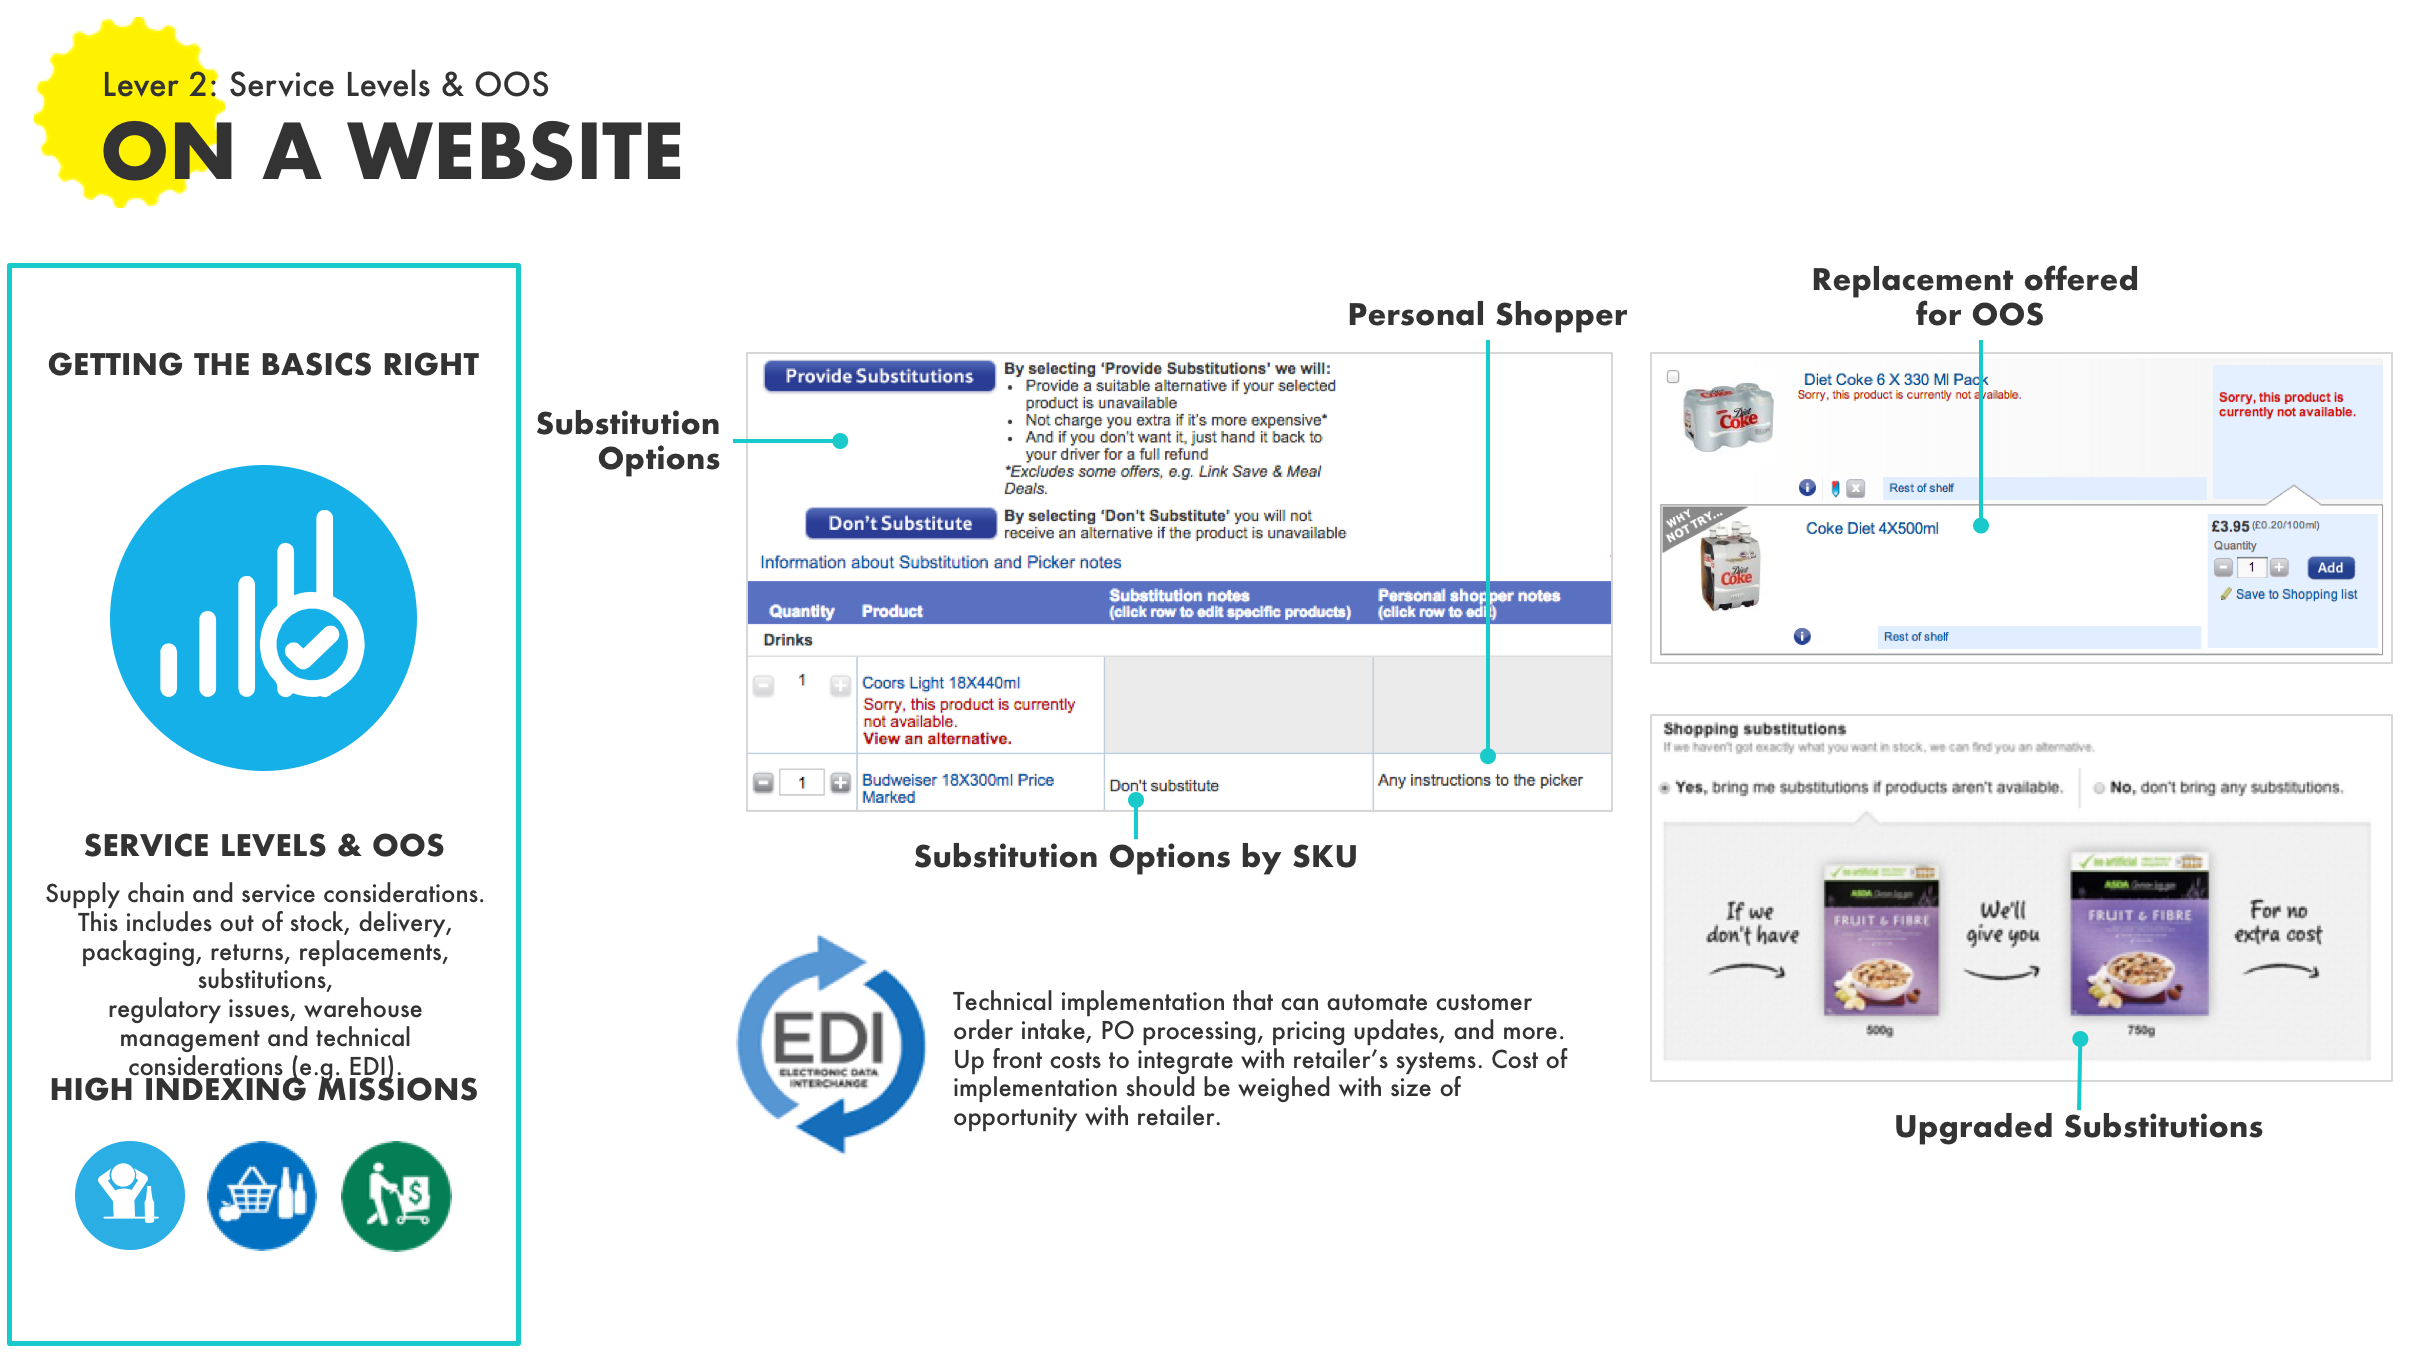 Lever 2: Service Levels & OOS
ON A WEBSITE
GETTING THE BASICS RIGHT
SERVICE LEVELS & OOS
Supply chain and service considerations.
This includes out of stock, delivery,
packaging, returns, replacements,
substitutions,
regulatory issues, warehouse
management and technical
considerations (e.g. EDI).
HIGH INDEXING MISSIONS
Substitution
Options
Personal Shopper
Provide Substitutions
By selecting 'Provide Substitutions' we will:
• Provide a suitable alternative if your selected
product is unavailable
• Not charge you extra if it's more expensive*
• And if you don't want it, just hand it back to
your driver for a full refund
*Excludes some offers, e.g. Link Save & Meal
Deals.
Don't Substitute
By selecting 'Don't Substitute' you will not
receive an alternative if the product is unavailable
Information about Substitution and Picker notes
Quantity Product Substitution notes (click row to edit specific products) Personal shopper notes (click row to edit)
Drinks
1 Coors Light 18X440ml
Sorry, this product is currently
not available.
View an alternative.
1 Budweiser 18X300ml Price
Marked
Don't substitute
Any instructions to the picker
Substitution Options by SKU
EDI
ELECTRONIC DATA
INTERCHANGE
Technical implementation that can automate customer
order intake, PO processing, pricing updates, and more.
Up front costs to integrate with retailer's systems. Cost of
implementation should be weighed with size of
opportunity with retailer.
Replacement offered
for OOS
Diet Coke 6 X 330 Ml Pack
Sorry, this product is currently not available.
Sorry, this product is
currently not available.
Diet
Coke
Rest of shelf
WHY
NOT TRY...
Coke Diet 4X500ml
Diet
Coke
£3.95 (£0.20/100ml)
Quantity
1 Add
Save to Shopping list
Rest of shelf
Shopping substitutions
If we haven't got exactly what you want in stock, we can find you an alternative.
Yes, bring me substitutions if products aren't available.
No, don't bring any substitutions.
If we
don't have
no artificial
ASDA
FRUIT & FIBRE
500g
We'll
give you
no artificial
ASDA
FRUIT & FIBRE
750g
For no
extra cost
Upgraded Substitutions